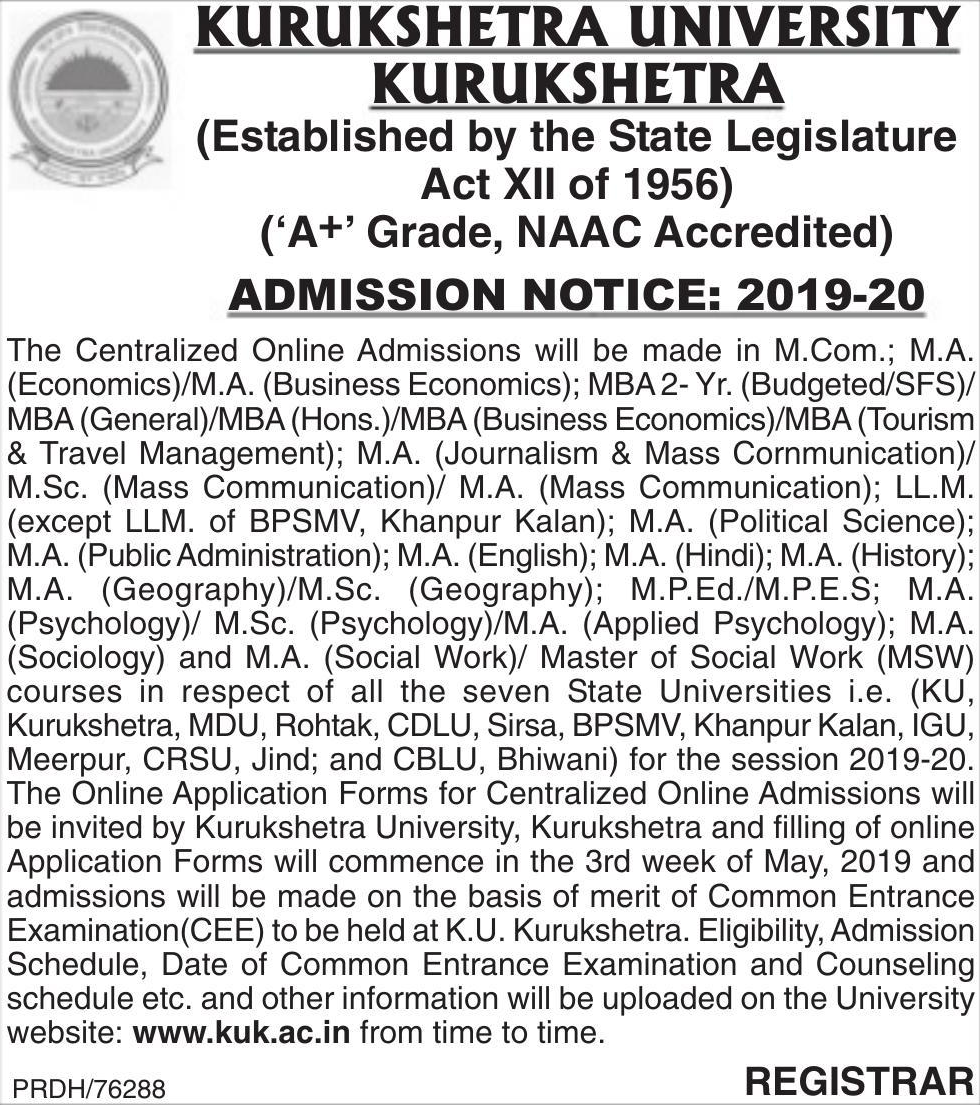 KURUKSHETRA UNIVERSITY
KURUKSHETRA
(Established by the State Legislature
Act XII of 1956)
(‘A+’ Grade, NAAC Accredited)
ADMISSION NOTICE: 2019-20
The Centralized Online Admissions will be made in M.Com.; M.A.
(Economics)/M.A. (Business Economics); MBA 2- Yr. (Budgeted/SFS)/
MBA (General)/MBA (Hons.)/MBA (Business Economics)/MBA (Tourism
& Travel Management); M.A. (Journalism & Mass Cornmunication)/
M.Sc. (Mass Communication)/ M.A. (Mass Communication); LL.M.
(except LLM. of BPSMV, Khanpur Kalan); M.A. (Political Science);
M.A. (Public Administration); M.A. (English); M.A. (Hindi); M.A. (History);
M.A. (Geography)/M.Sc. (Geography); M.P.Ed./M.P.E.S; M.A.
(Psychology)/ M.Sc. (Psychology)/M.A. (Applied Psychology); M.A.
(Sociology) and M.A. (Social Work)/ Master of Social Work (MSW)
courses in respect of all the seven State Universities i.e. (KU,
Kurukshetra, MDU, Rohtak, CDLU, Sirsa, BPSMV, Khanpur Kalan, IGU,
Meerpur, CRSU, Jind; and CBLU, Bhiwani) for the session 2019-20.
The Online Application Forms for Centralized Online Admissions will
be invited by Kurukshetra University, Kurukshetra and filling of online
Application Forms will commence in the 3rd week of May, 2019 and
admissions will be made on the basis of merit of Common Entrance
Examination(CEE) to be held at K.U. Kurukshetra. Eligibility, Admission
Schedule, Date of Common Entrance Examination and Counseling
schedule etc. and other information will be uploaded on the University
website: www.kuk.ac.in from time to time.
PRDH/76288
REGISTRAR